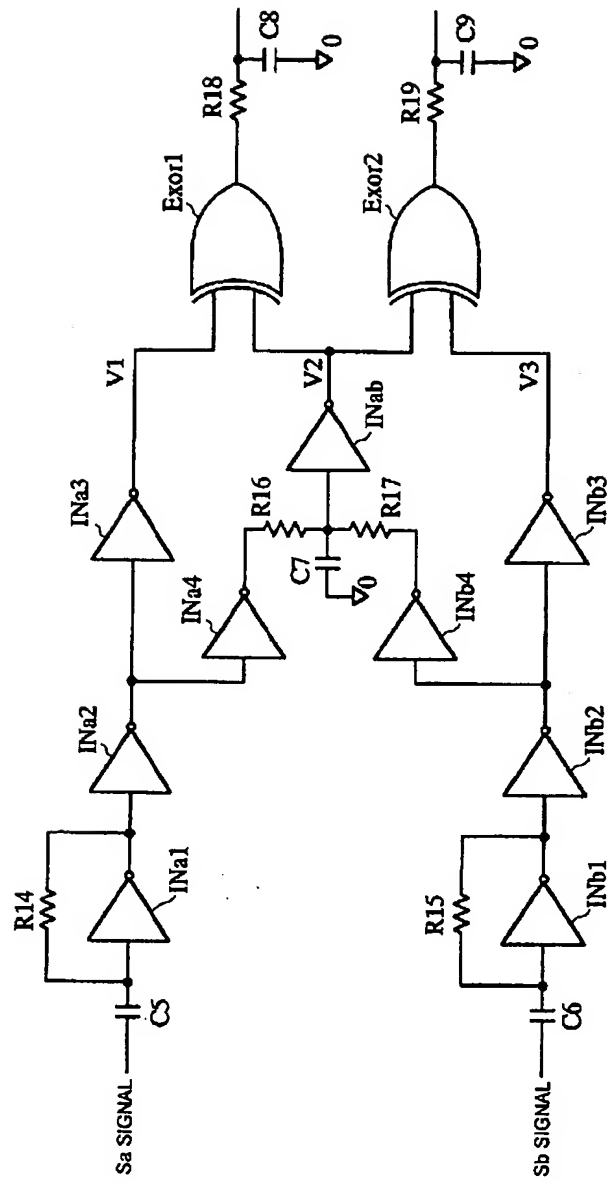 Sa SIGNAL
C5
R14
INa1
INa2
INa3
INa4
V1
Exor1
R18
C8
0
R16
C7
0
R17
INab
V2
INb4
Sb SIGNAL
C6
R15
INb1
INb2
INb3
V3
Exor2
R19
C9
0